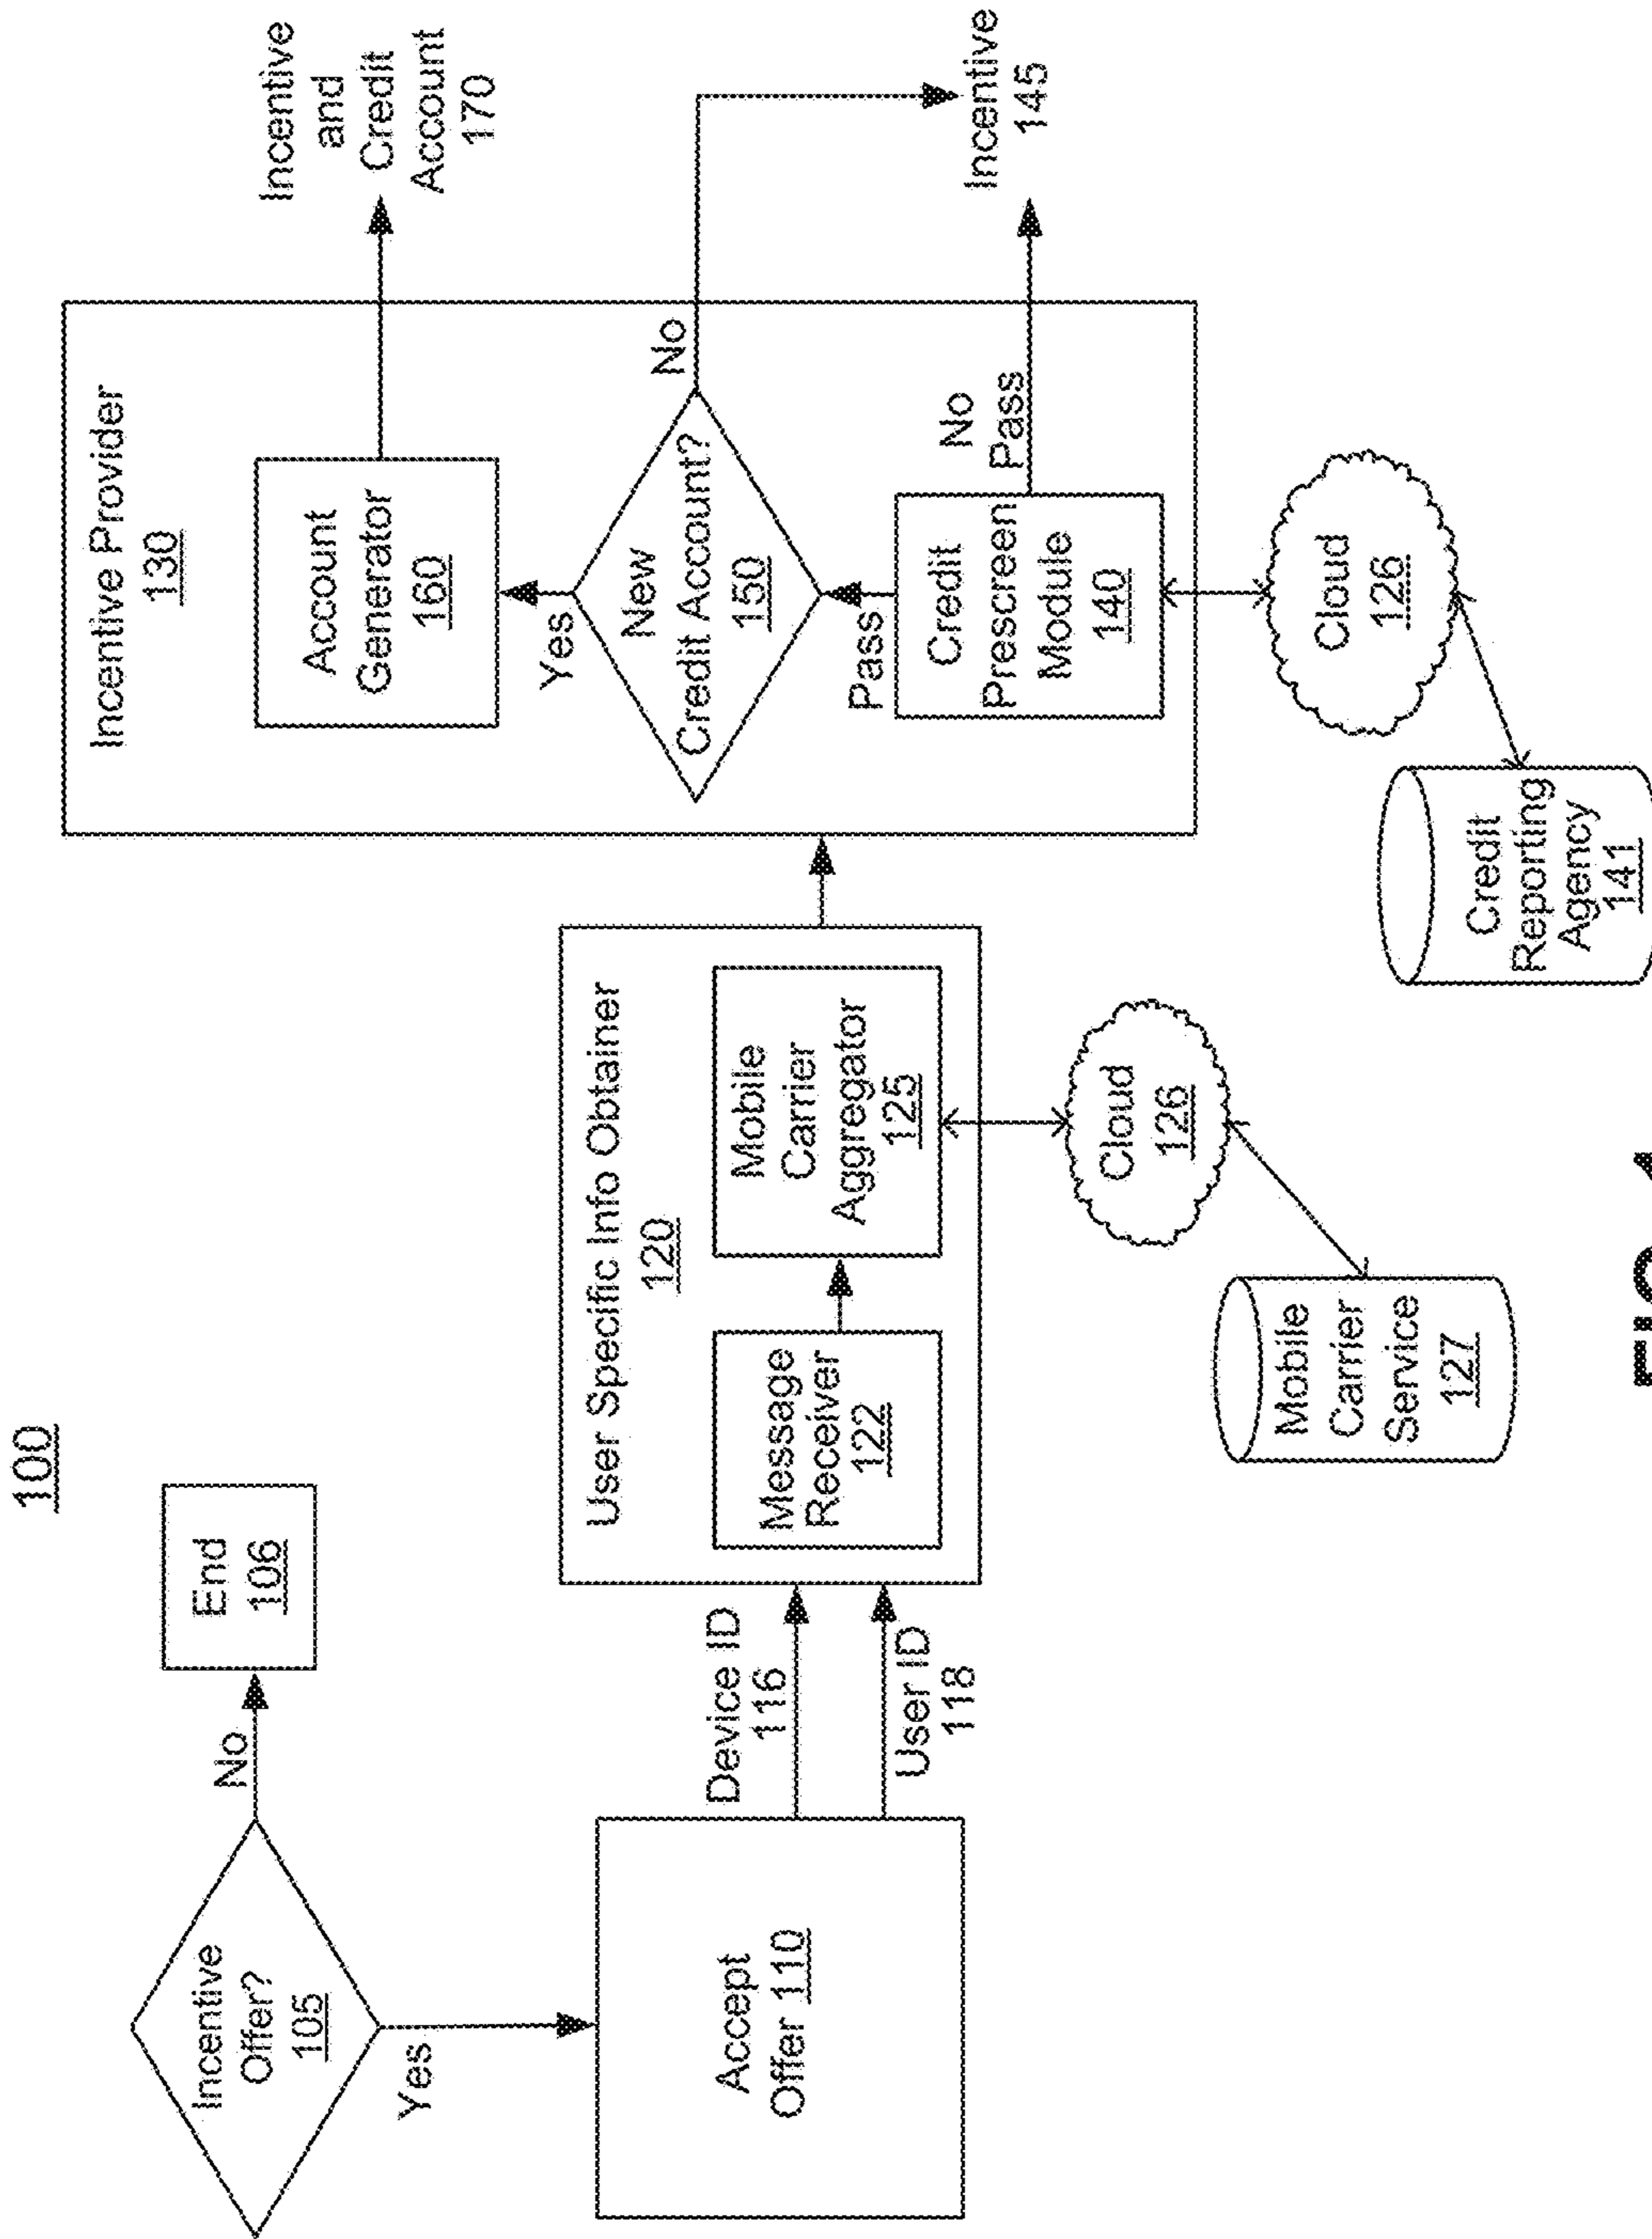 100
Incentive
Offer?
105
No
End
106
Yes
Accept
Offer 110
Device ID
116
User ID
118
User Specific Info Obtainer
120
Message
Receiver
122
Mobile
Carrier
Aggregator
125
Cloud
126
Mobile
Carrier
Service
127
Incentive Provider
130
Account
Generator
160
Yes
New
Credit Account?
150
No
Pass
Credit
Prescreen
Module
140
No
Pass
Cloud
126
Credit
Reporting
Agency
141
Incentive
and
Credit
Account
170
Incentive
145